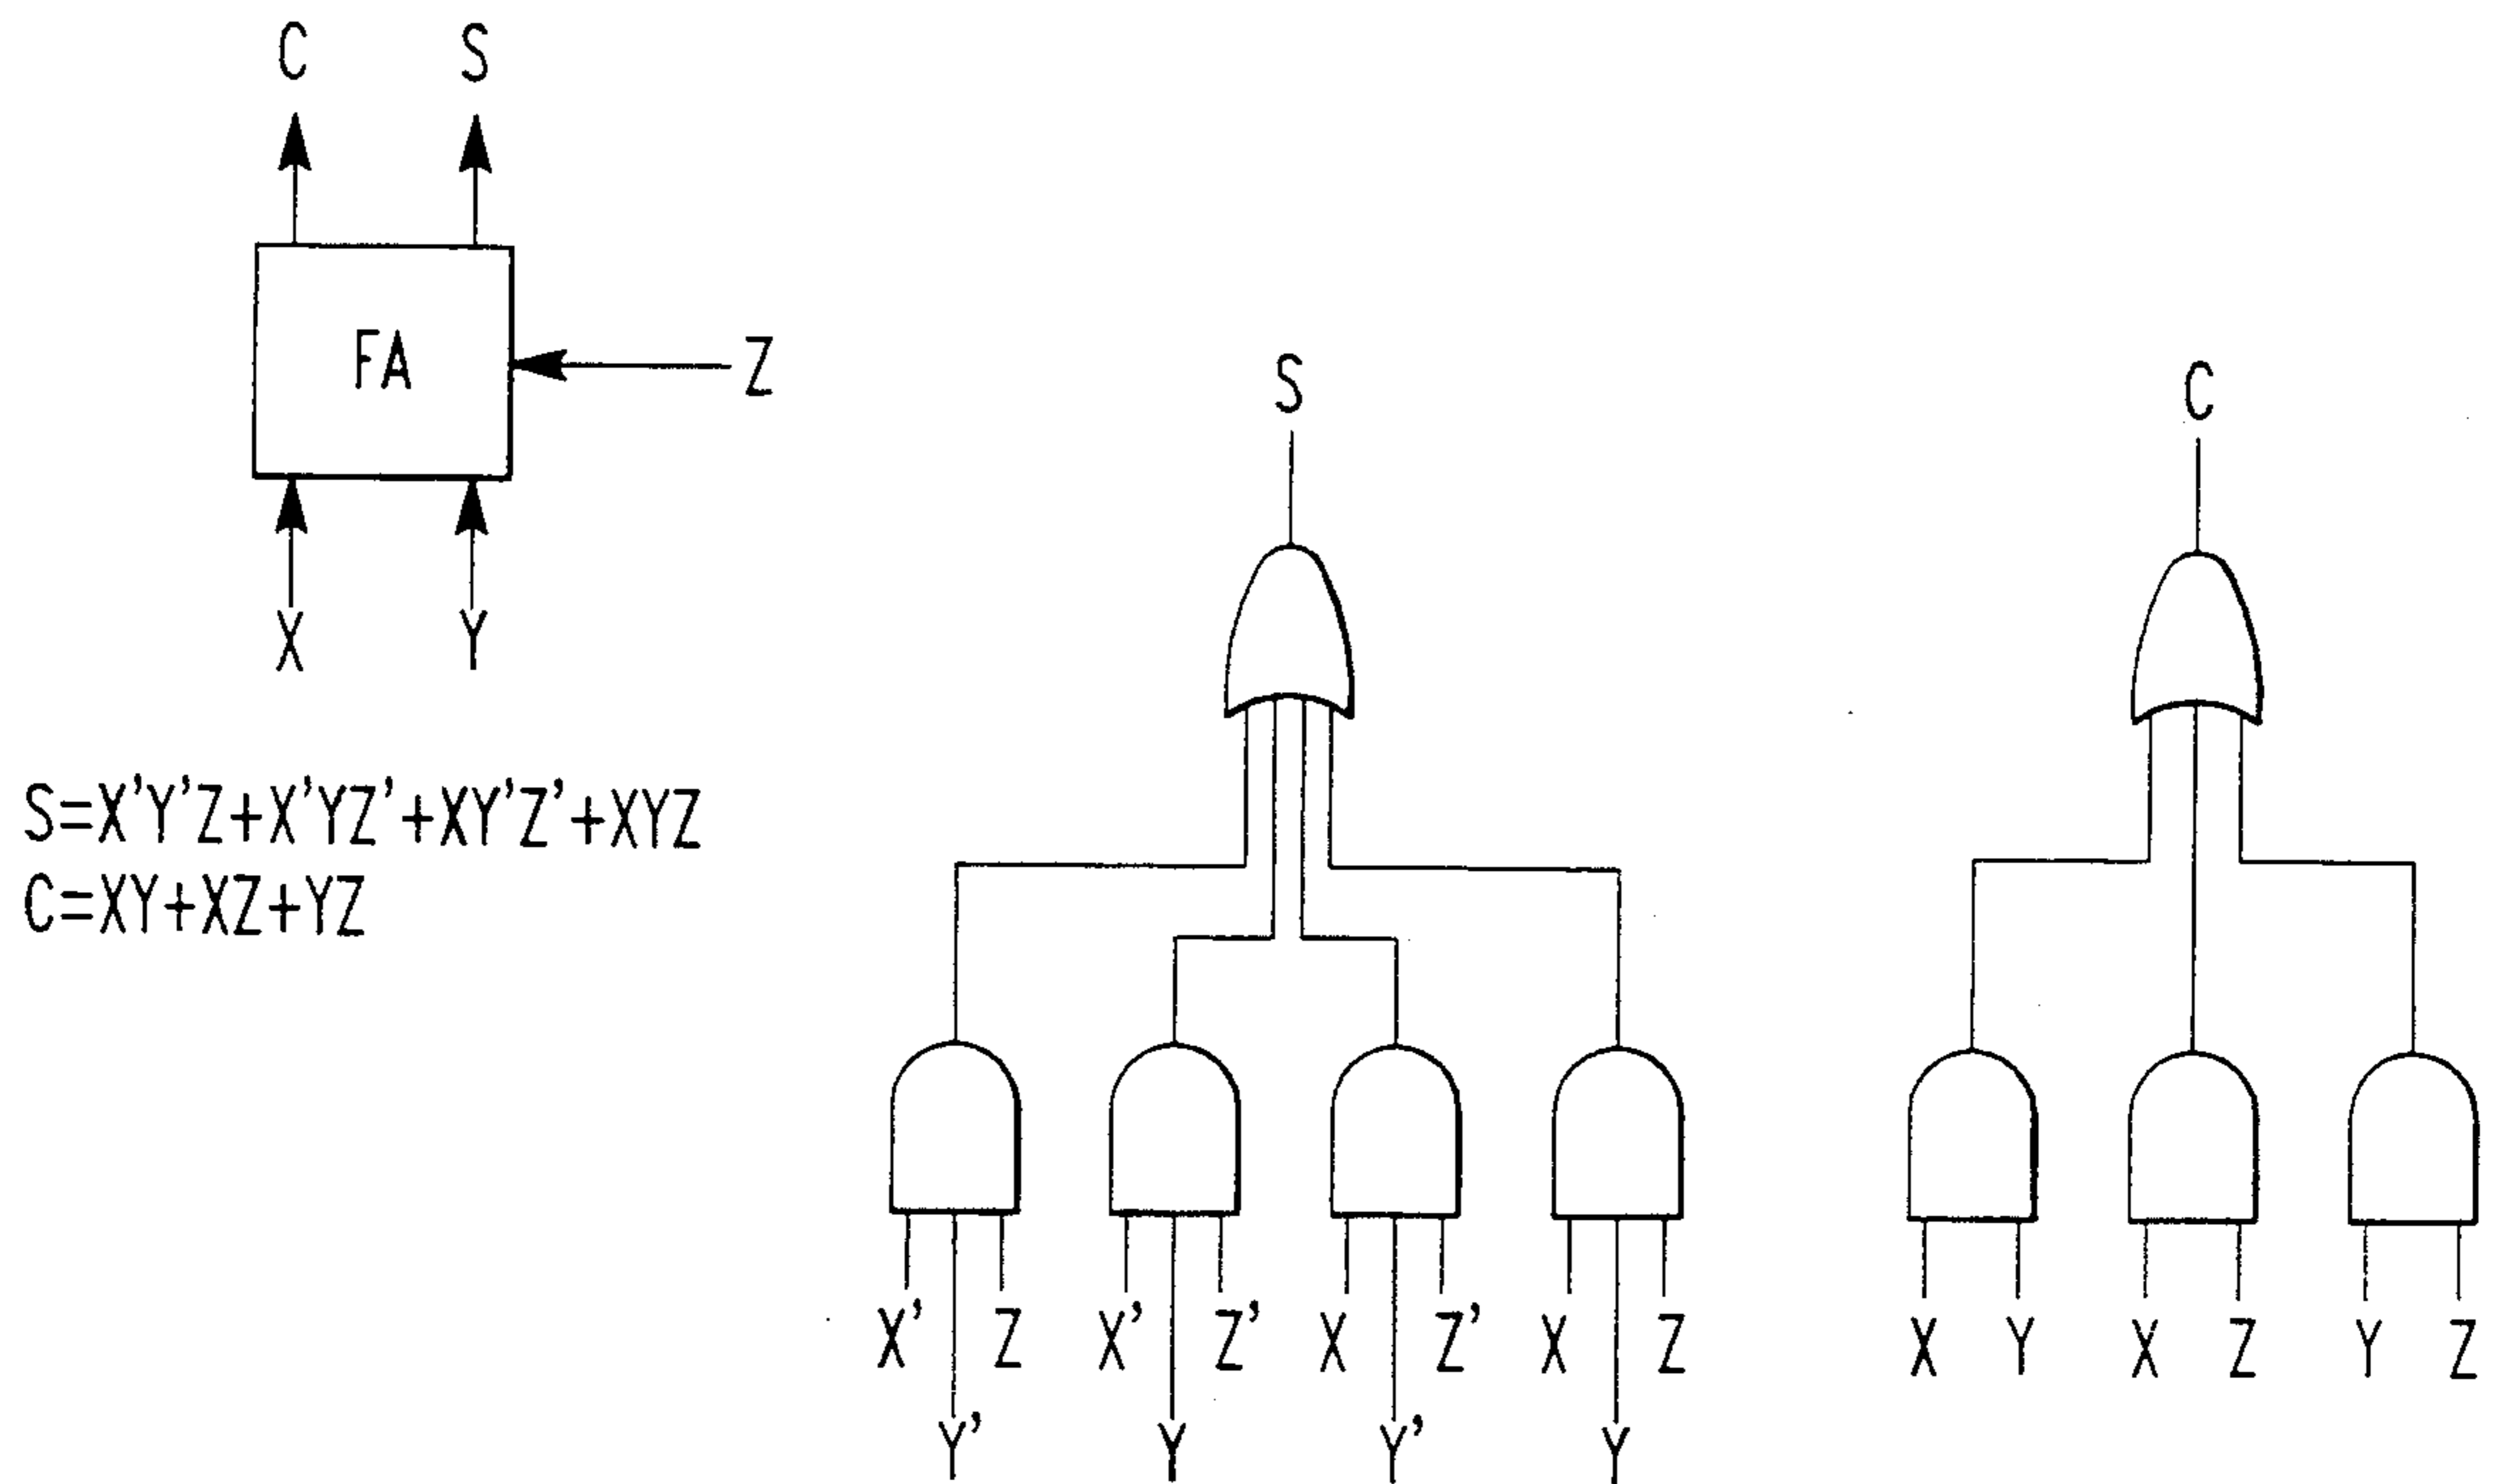 C S
FA
Z
X Y
S=X'Y'Z+X'YZ'+XY'Z'+XYZ
C=XY+XZ+YZ
S
C
X' Z X' Z' X Z' X Z
Y' Y Y' Y
X Y X Z Y Z